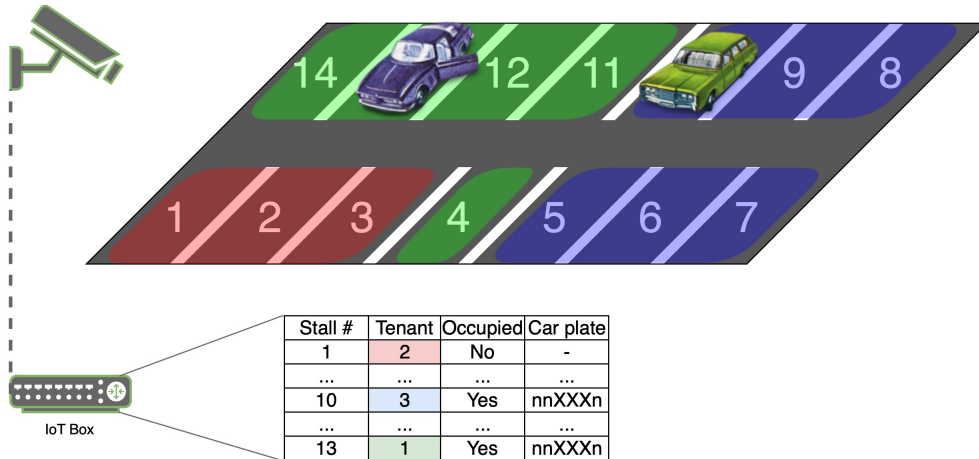 14 12 11 9 8
1 2 3 4 5 6 7
Stall # Tenant Occupied Car plate
1 2 No -
... ... ... ...
10 3 Yes nnXXXn
... ... ... ...
13 1 Yes nnXXXn
IoT Box